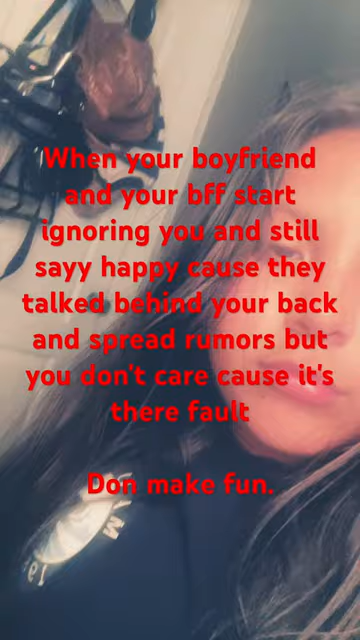 When your boyfriend
and your bff start
ignoring you and still
sayy happy cause they
talked behind your back
and spread rumors but
you don't care cause it's
there fault
Don make fun.